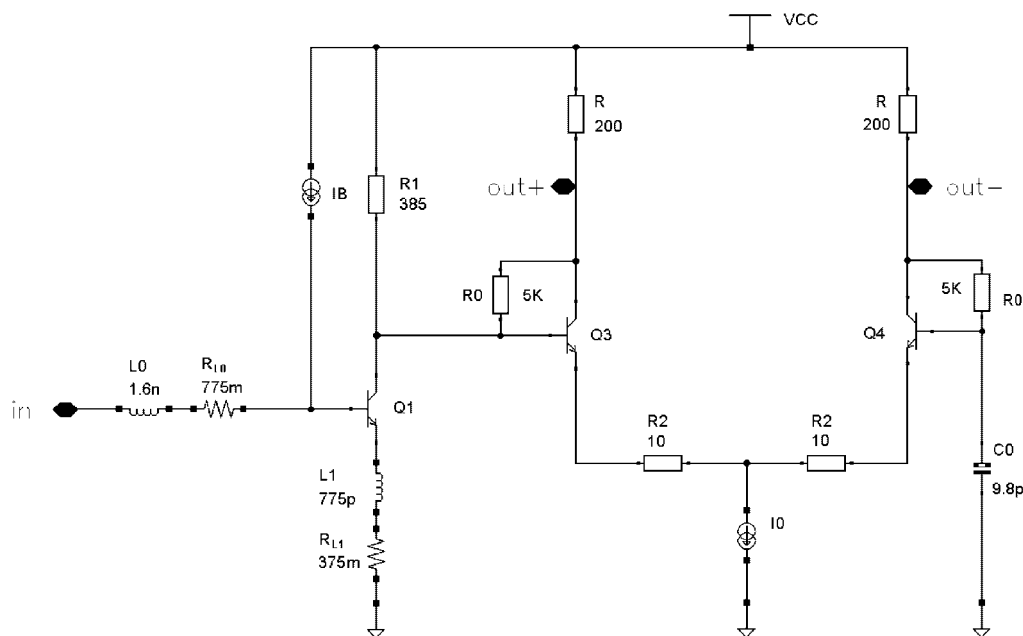 VCC
R
200
R
200
R1
385
IB
out+
out-
R0
5K
5K
R0
Q3
Q4
L0
1.6n
RL0
775m
in
Q1
R2
10
R2
10
C0
9.8p
L1
775p
I0
RL1
375m